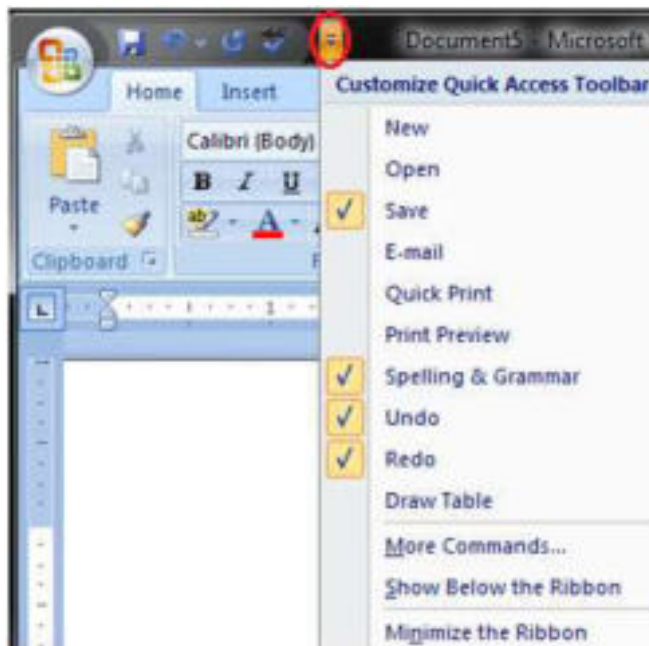 Document5 - Microsoft
Home Insert
Customize Quick Access Toolbar
Calibri (Body)
B I U
Paste
ab A
Clipboard
New
Open
Save
E-mail
Quick Print
Print Preview
Spelling & Grammar
Undo
Redo
Draw Table
More Commands...
Show Below the Ribbon
Minimize the Ribbon